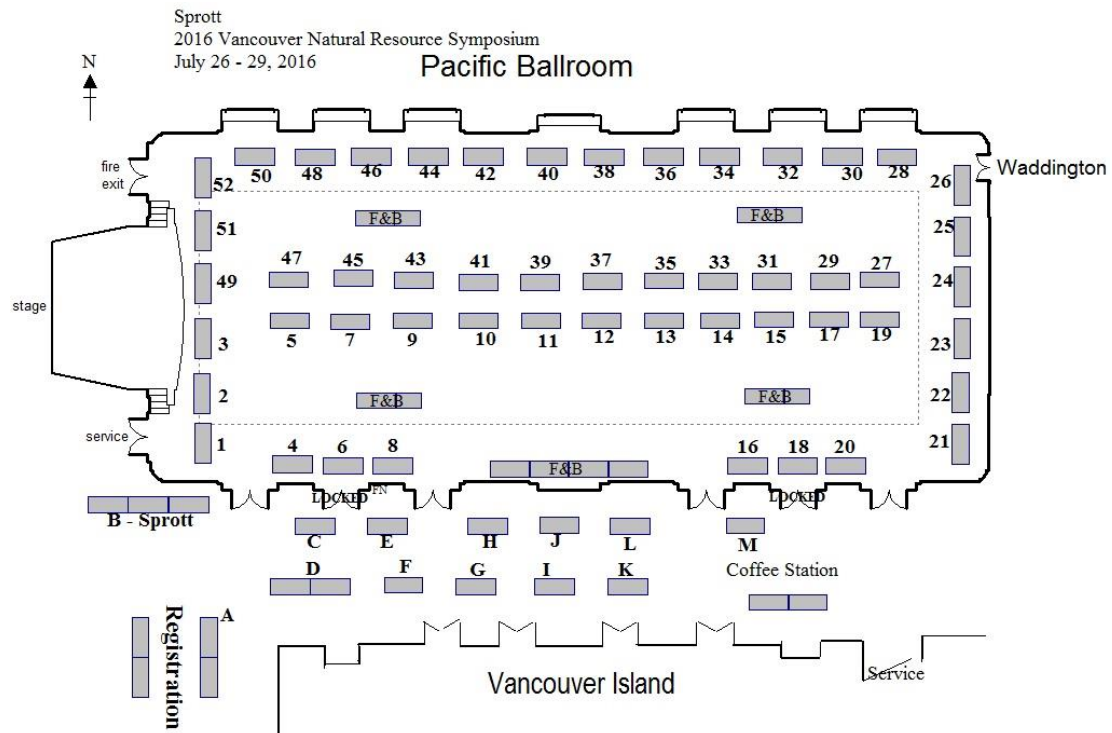 Sprott
2016 Vancouver Natural Resource Symposium
July 26 - 29, 2016
Pacific Ballroom
N
fire
exit
Waddington
50 48 46 44 42 40 38 36 34 32 30 28
52
26
F&B F&B
51
25
47 45 43 41 39 37 35 33 31 29 27
49
24
stage
5 7 9 10 11 12 13 14 15 17 19
3
23
2
22
F&B F&B
service
1
21
4 6 8 F&B 16 18 20
LOCKED FN LOCKED
B - Sprott
C E H J L M
D F G I K
Coffee Station
A
Registration
Vancouver Island
Service